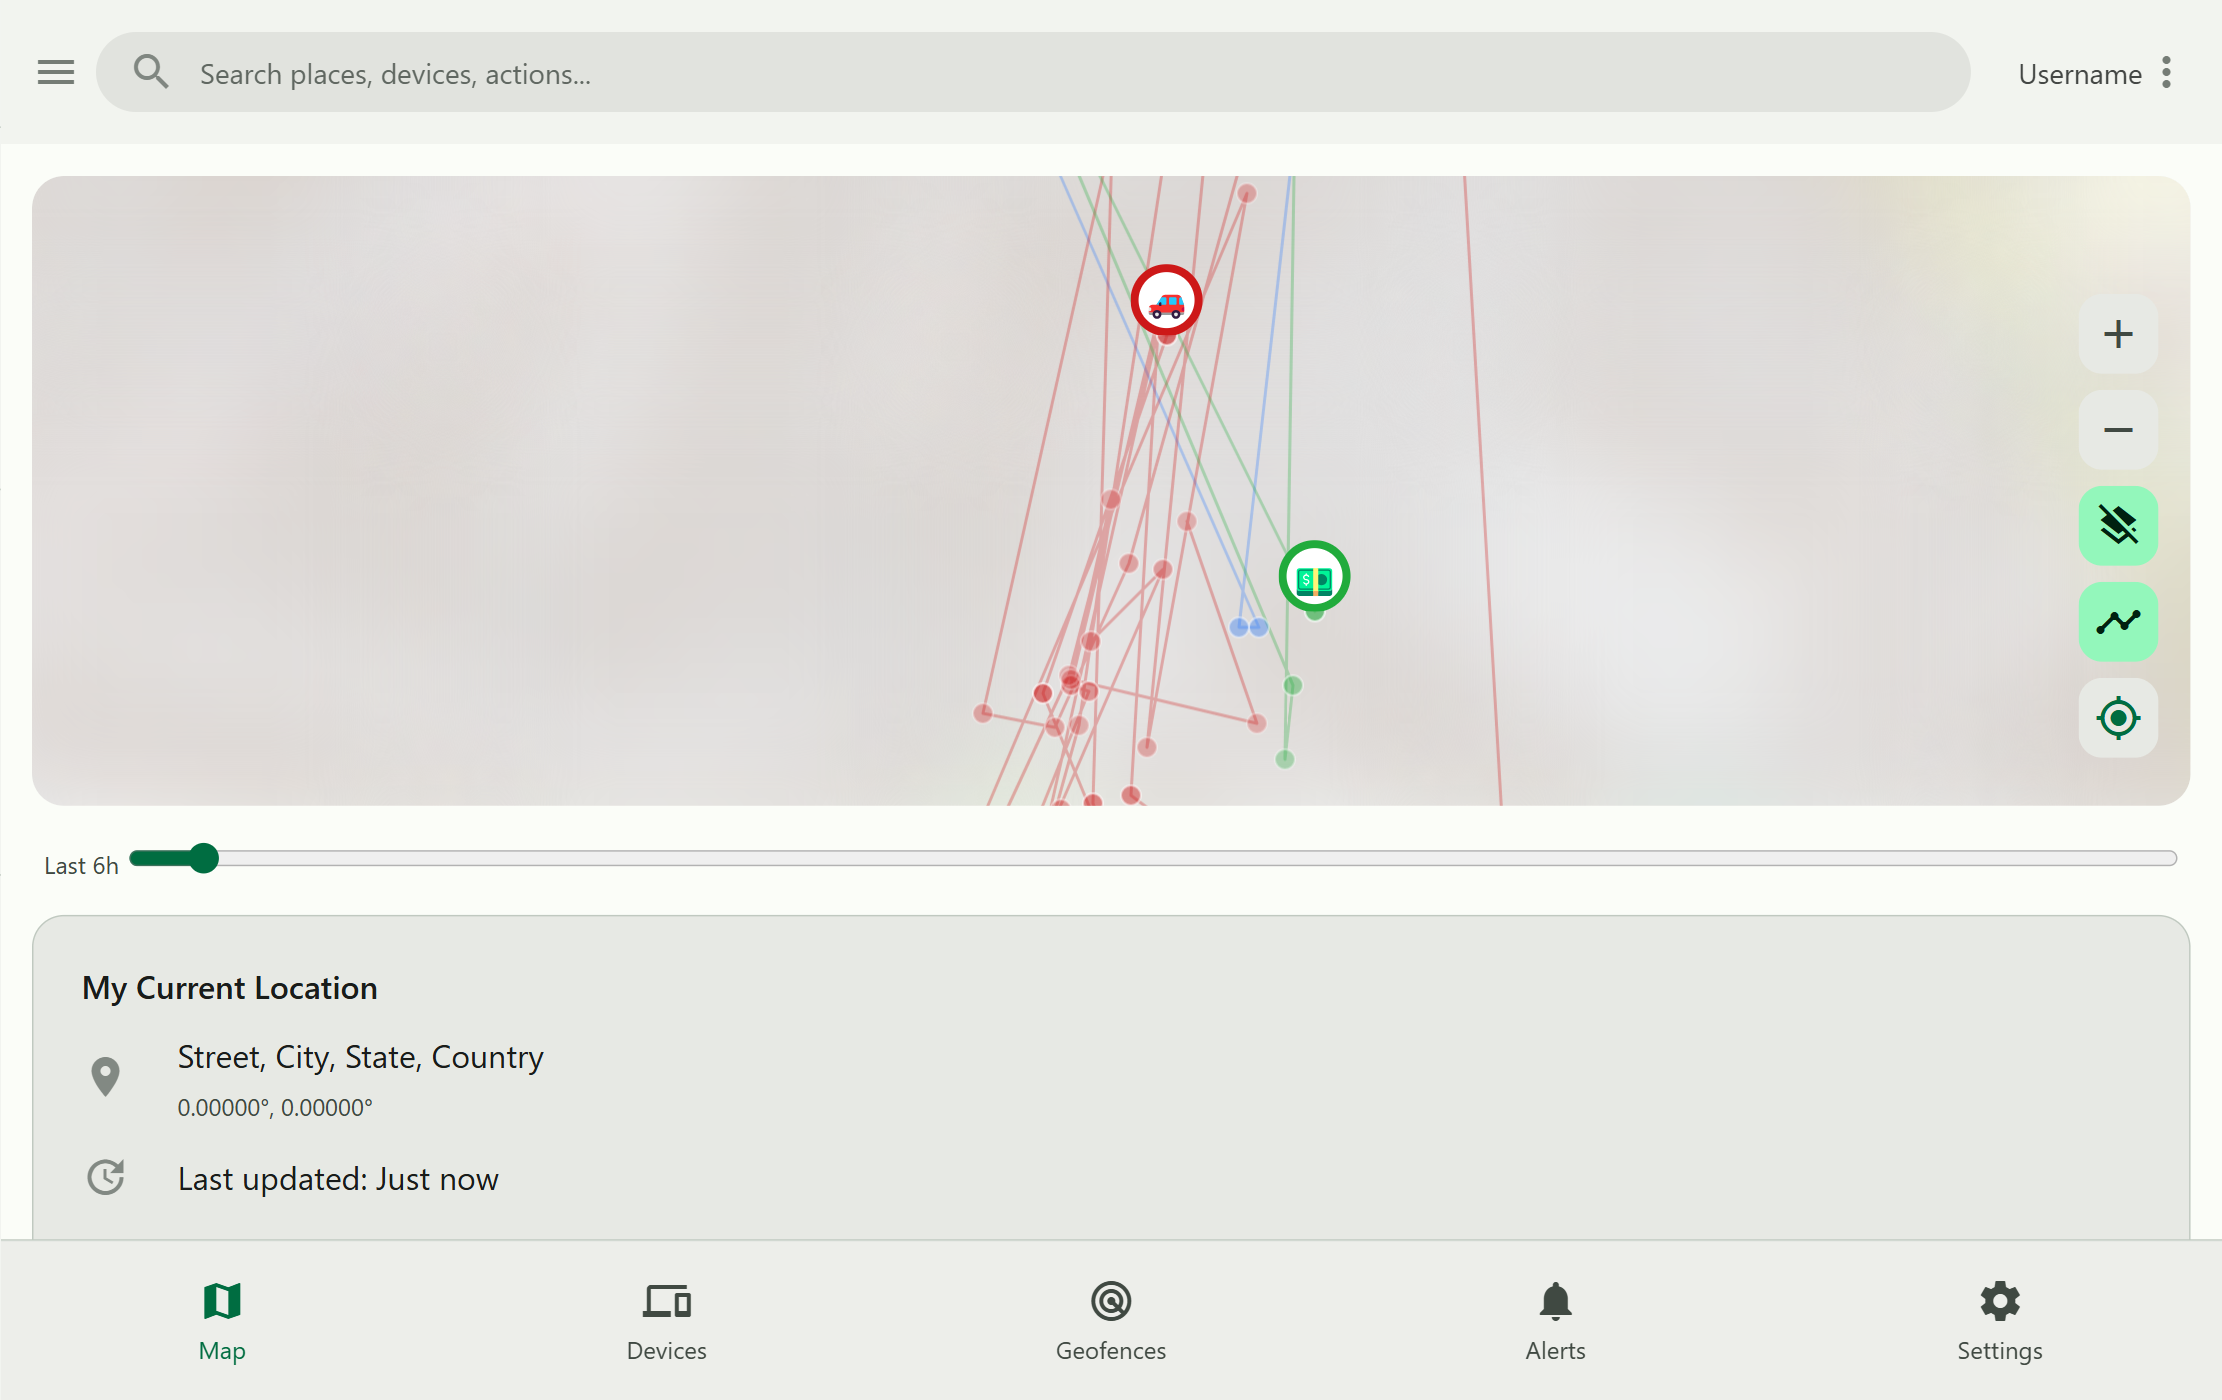 Search places, devices, actions...
Username
Last 6h
My Current Location
Street, City, State, Country
0.00000°, 0.00000°
Last updated: Just now
Map
Devices
Geofences
Alerts
Settings